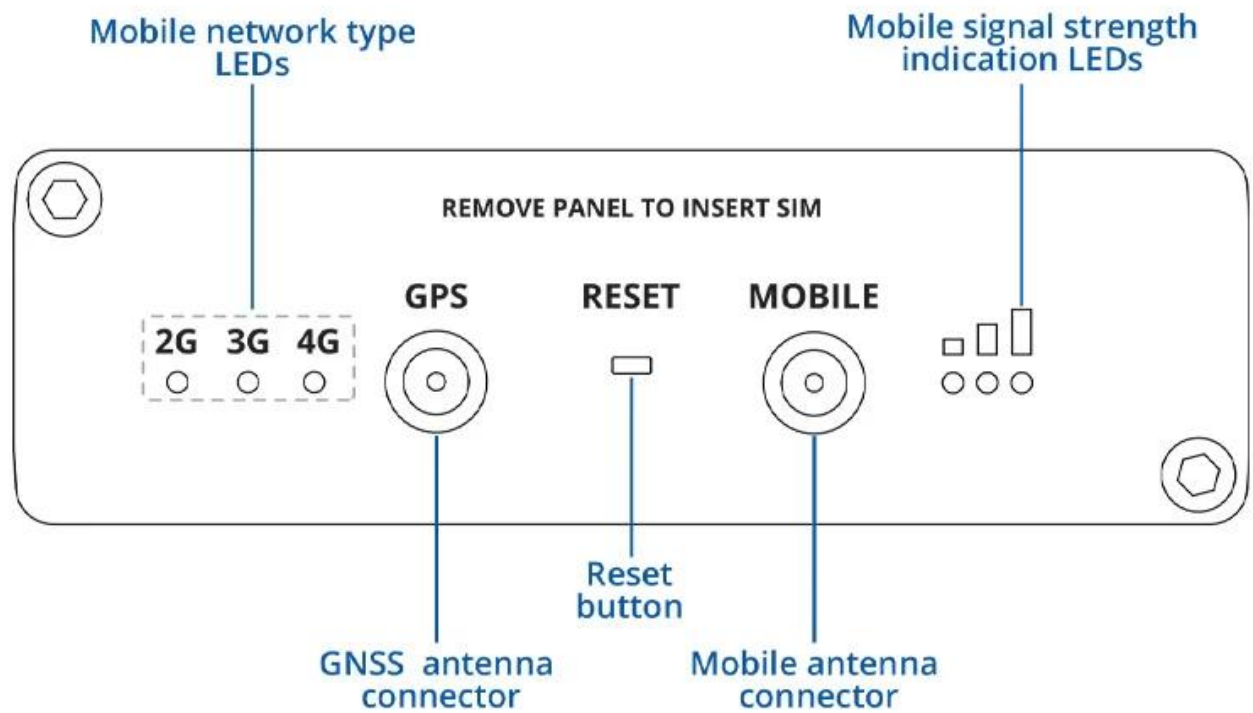 Mobile network type
LEDs
Mobile signal strength
indication LEDs
REMOVE PANEL TO INSERT SIM
GPS
RESET
MOBILE
2G 3G 4G
Reset
button
GNSS antenna
connector
Mobile antenna
connector